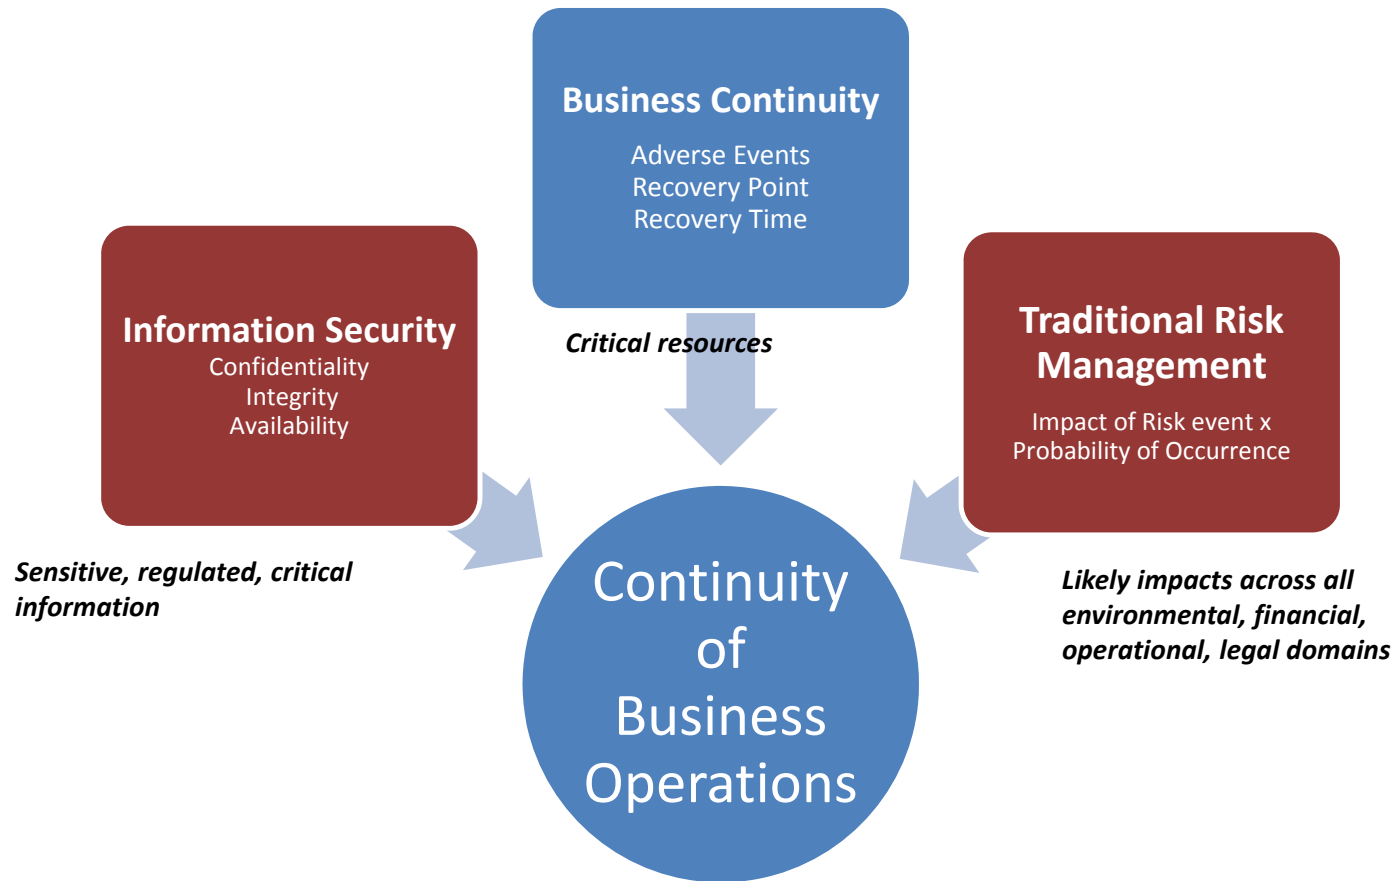 Business Continuity
Adverse Events
Recovery Point
Recovery Time
Critical resources
Information Security
Confidentiality
Integrity
Availability
Sensitive, regulated, critical
information
Traditional Risk
Management
Impact of Risk event x
Probability of Occurrence
Likely impacts across all
environmental, financial,
operational, legal domains
Continuity
of
Business
Operations